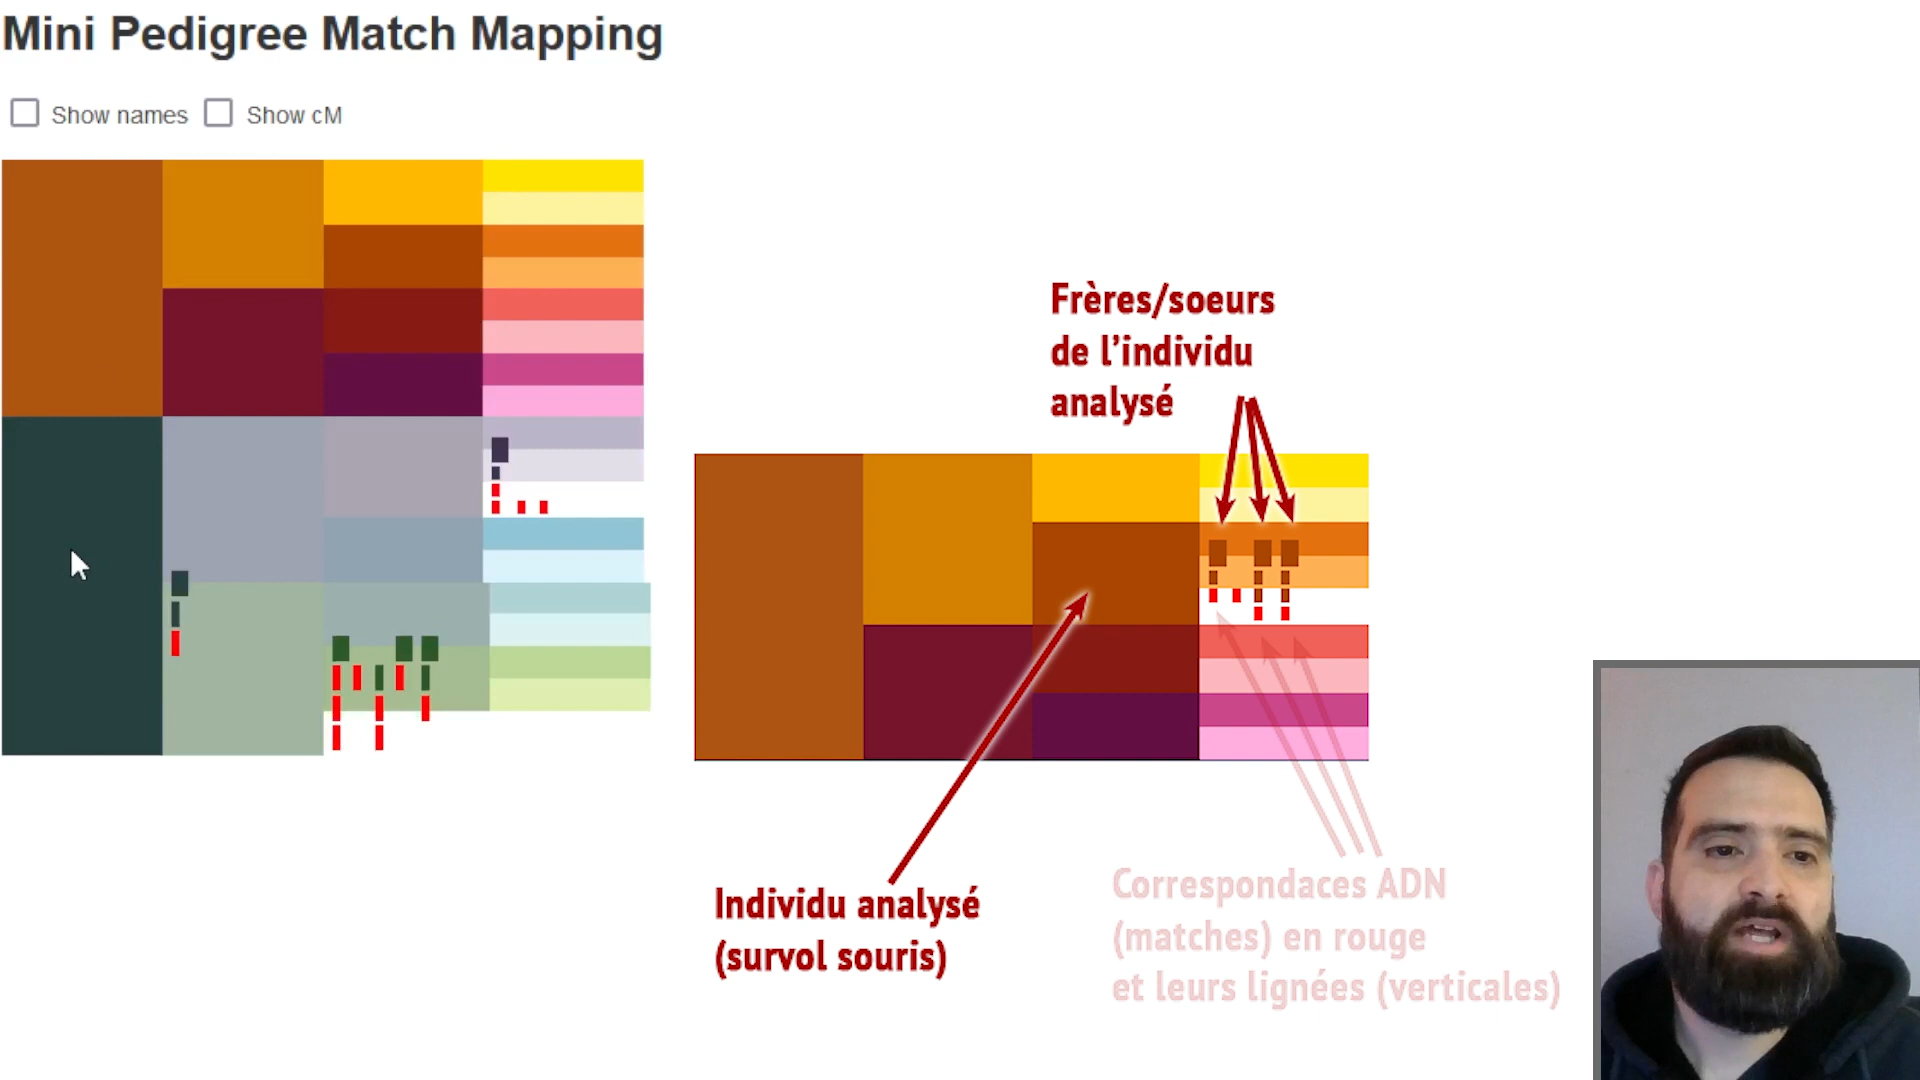 Mini Pedigree Match Mapping
Show names
Show cM
Frères/soeurs
de l'individu
analysé
Individu analysé
(survol souris)
Correspondaces ADN
(matches) en rouge
et leurs lignées (verticales)